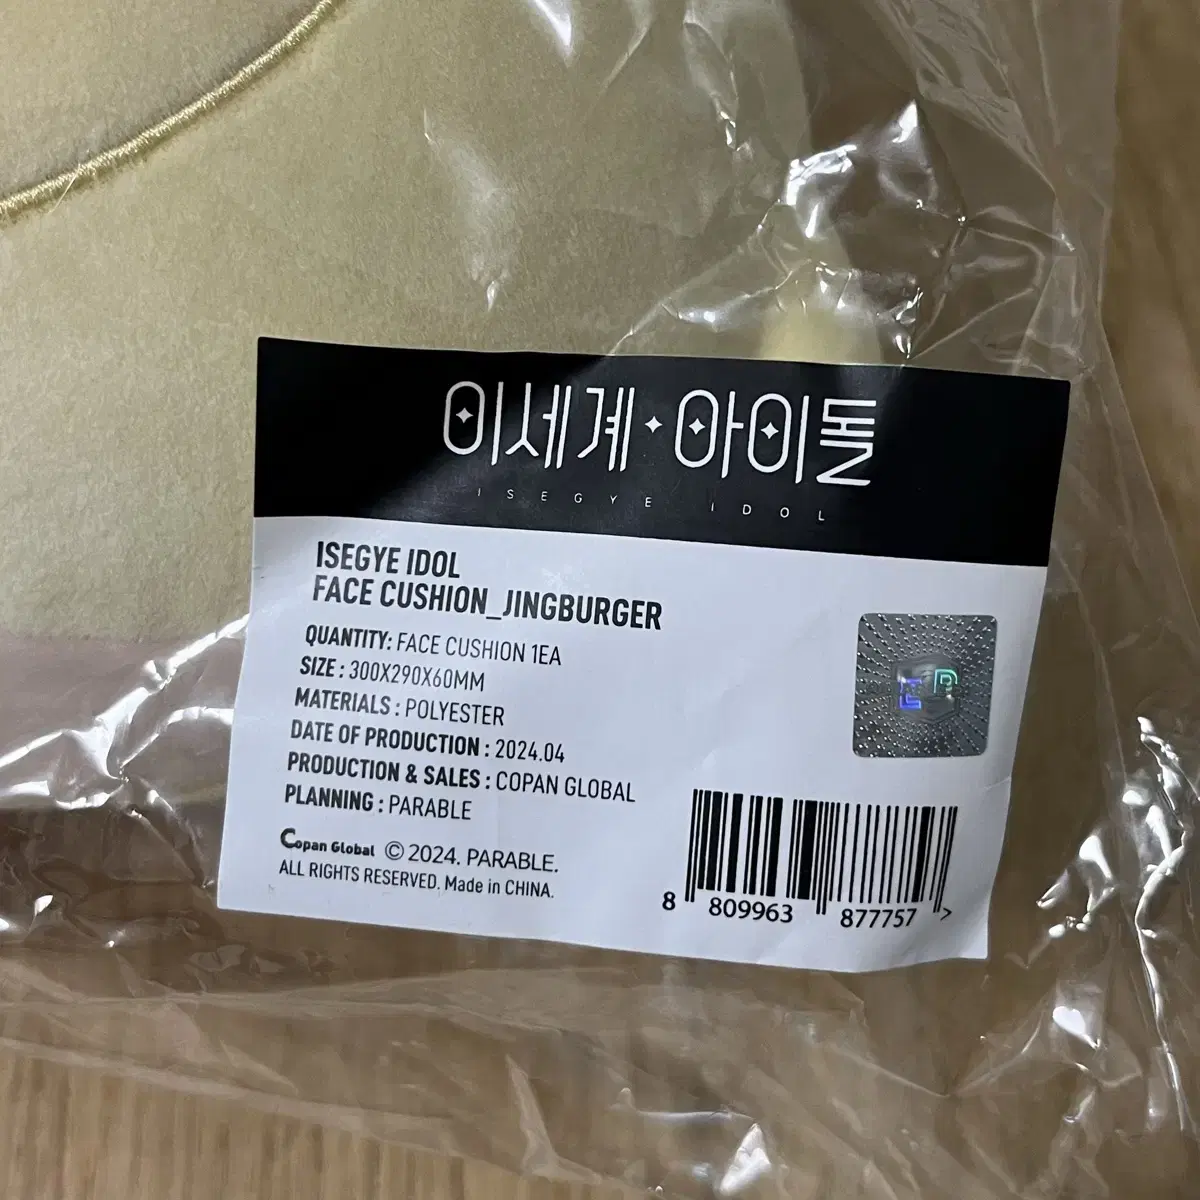 이세계·아이돌
ISEGYE IDOL
ISEGYE IDOL
FACE CUSHION_JINGBURGER
QUANTITY: FACE CUSHION 1EA
SIZE : 300X290X60MM
MATERIALS : POLYESTER
DATE OF PRODUCTION : 2024.04
PRODUCTION & SALES : COPAN GLOBAL
PLANNING : PARABLE
Copan Global © 2024. PARABLE.
ALL RIGHTS RESERVED. Made in CHINA.
8 809963 877757 >